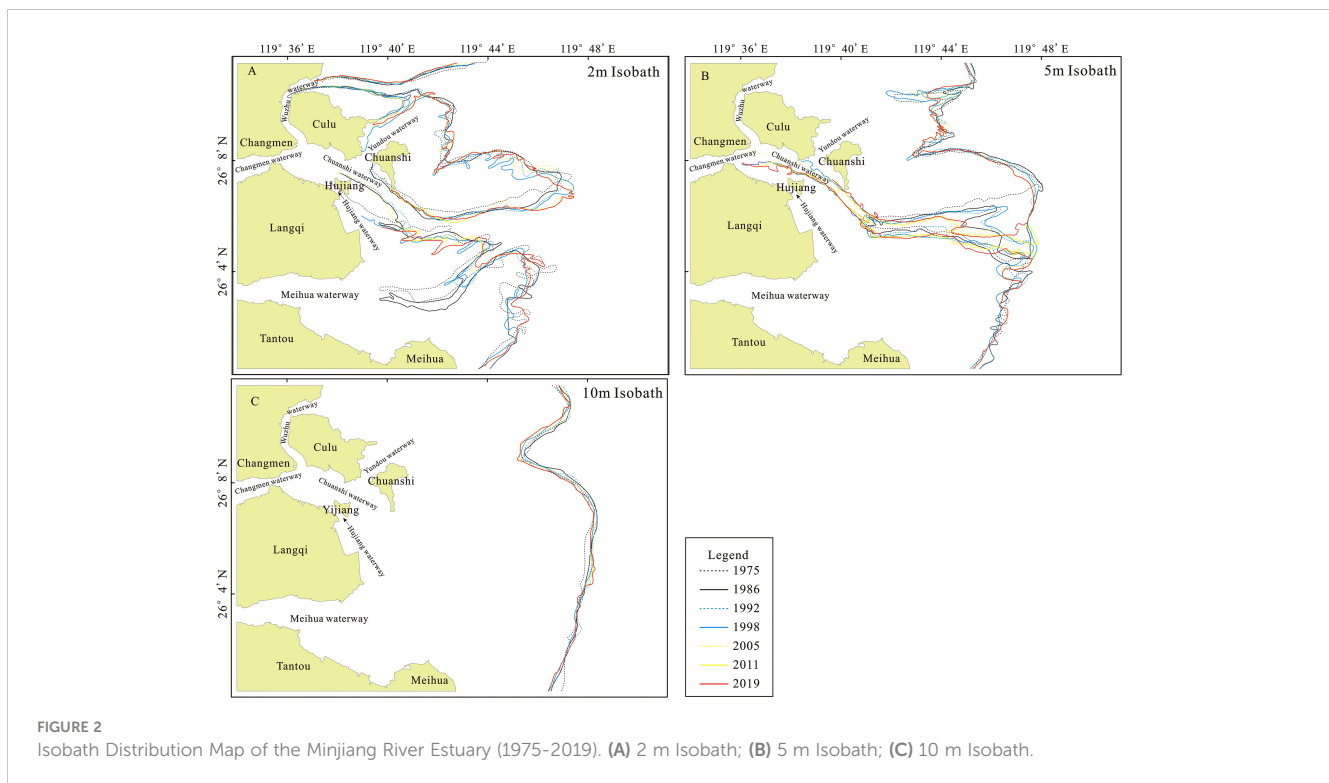 119° 36' E 119° 40' E 119° 44' E 119° 48' E
A
2m Isobath
26° 8' N
26° 4' N
Wuzhu waterway
Culu
Changmen
Yundou waterway
Changmen waterway
Chuanshi
Chuanshi waterway
Hujiang
Hujiang waterway
Langqi
Meihua waterway
Tantou
Meihua
119° 36' E 119° 40' E 119° 44' E 119° 48' E
B
5m Isobath
26° 8' N
26° 4' N
Wuzhu waterway
Culu
Changmen
Yundou waterway
Changmen waterway
Chuanshi
Chuanshi waterway
Hujiang
Hujiang waterway
Langqi
Meihua waterway
Tantou
Meihua
C
10m Isobath
26° 8' N
26° 4' N
Wuzhu waterway
Culu
Changmen
Yundou waterway
Changmen waterway
Chuanshi
Chuanshi waterway
Yijiang
Hujiang waterway
Langqi
Meihua waterway
Tantou
Meihua
Legend
1975
1986
1992
1998
2005
2011
2019
FIGURE 2
Isobath Distribution Map of the Minjiang River Estuary (1975-2019). (A) 2 m Isobath; (B) 5 m Isobath; (C) 10 m Isobath.